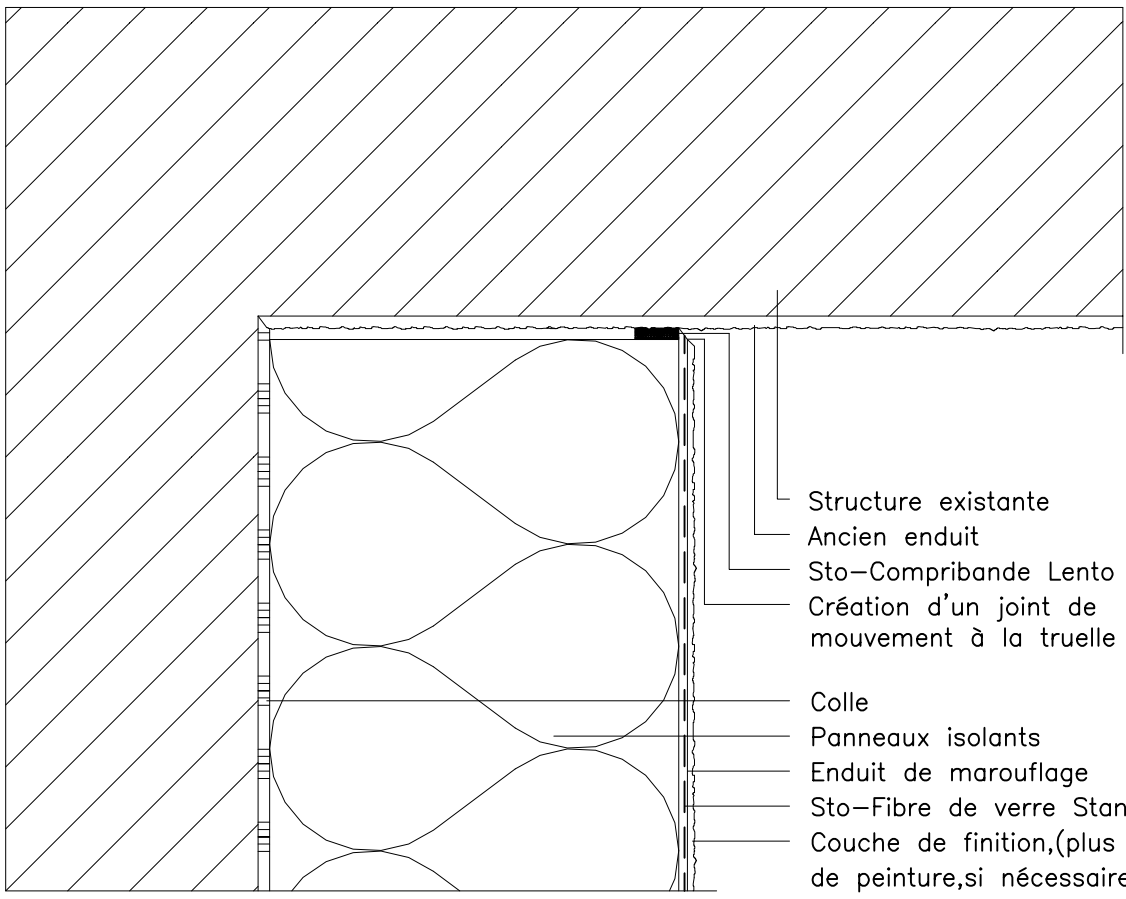 Structure existante
Ancien enduit
Sto-Compribande Lento
Création d'un joint de
mouvement à la truelle
Colle
Panneaux isolants
Enduit de marouflage
Sto-Fibre de verre Stan
Couche de finition,(plus
de peinture,si nécessaire